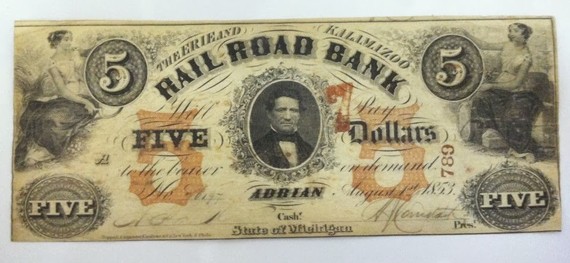 THE ERIE AND KALAMAZOO
5 RAIL ROAD BANK 5
Will Pay
FIVE Dollars
to the bearer on demand
789
ADRIAN August 1st 1853
FIVE FIVE
Cashr. Pres.
State of Michigan